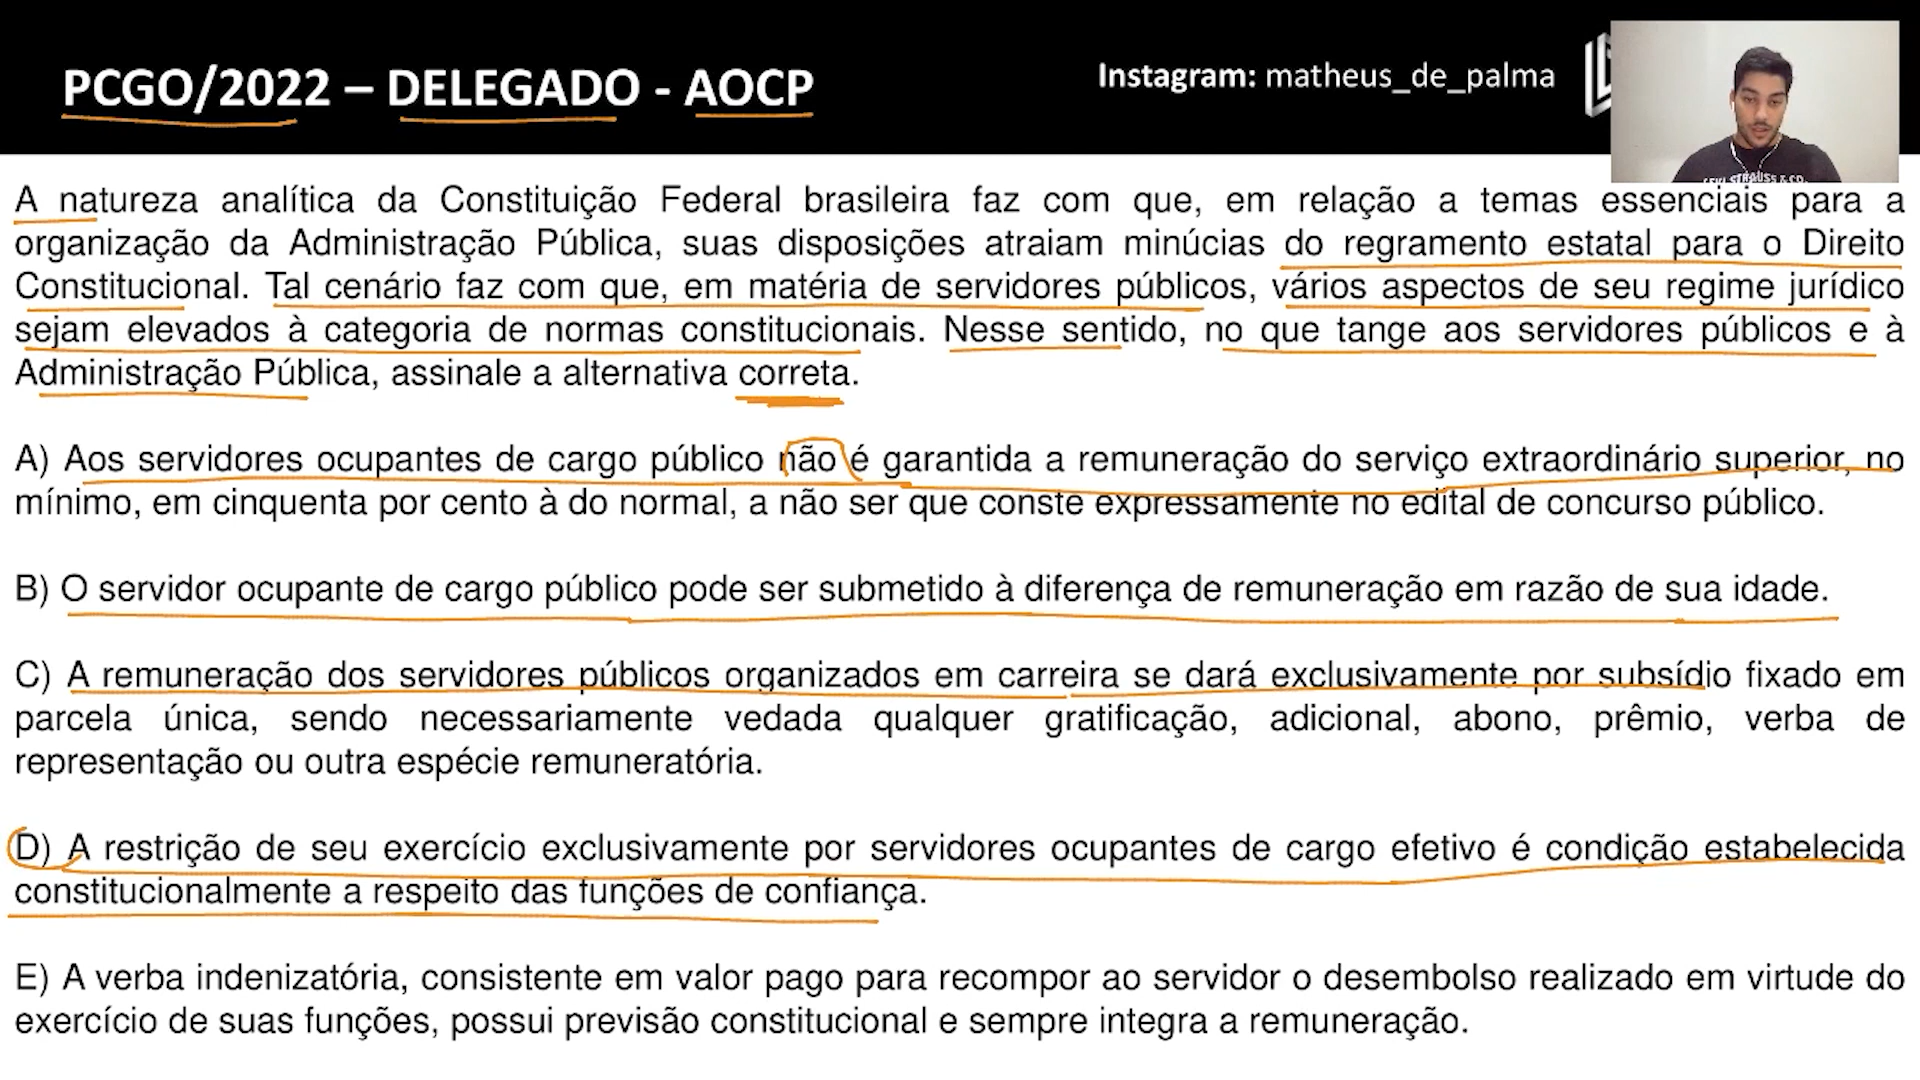 PCGO/2022 – DELEGADO - AOCP
Instagram: matheus_de_palma
A natureza analítica da Constituição Federal brasileira faz com que, em relação a temas essenciais para a
organização da Administração Pública, suas disposições atraiam minúcias do regramento estatal para o Direito
Constitucional. Tal cenário faz com que, em matéria de servidores públicos, vários aspectos de seu regime jurídico
sejam elevados à categoria de normas constitucionais. Nesse sentido, no que tange aos servidores públicos e à
Administração Pública, assinale a alternativa correta.
A) Aos servidores ocupantes de cargo público não é garantida a remuneração do serviço extraordinário superior, no
mínimo, em cinquenta por cento à do normal, a não ser que conste expressamente no edital de concurso público.
B) O servidor ocupante de cargo público pode ser submetido à diferença de remuneração em razão de sua idade.
C) A remuneração dos servidores públicos organizados em carreira se dará exclusivamente por subsídio fixado em
parcela única, sendo necessariamente vedada qualquer gratificação, adicional, abono, prêmio, verba de
representação ou outra espécie remuneratória.
D) A restrição de seu exercício exclusivamente por servidores ocupantes de cargo efetivo é condição estabelecida
constitucionalmente a respeito das funções de confiança.
E) A verba indenizatória, consistente em valor pago para recompor ao servidor o desembolso realizado em virtude do
exercício de suas funções, possui previsão constitucional e sempre integra a remuneração.